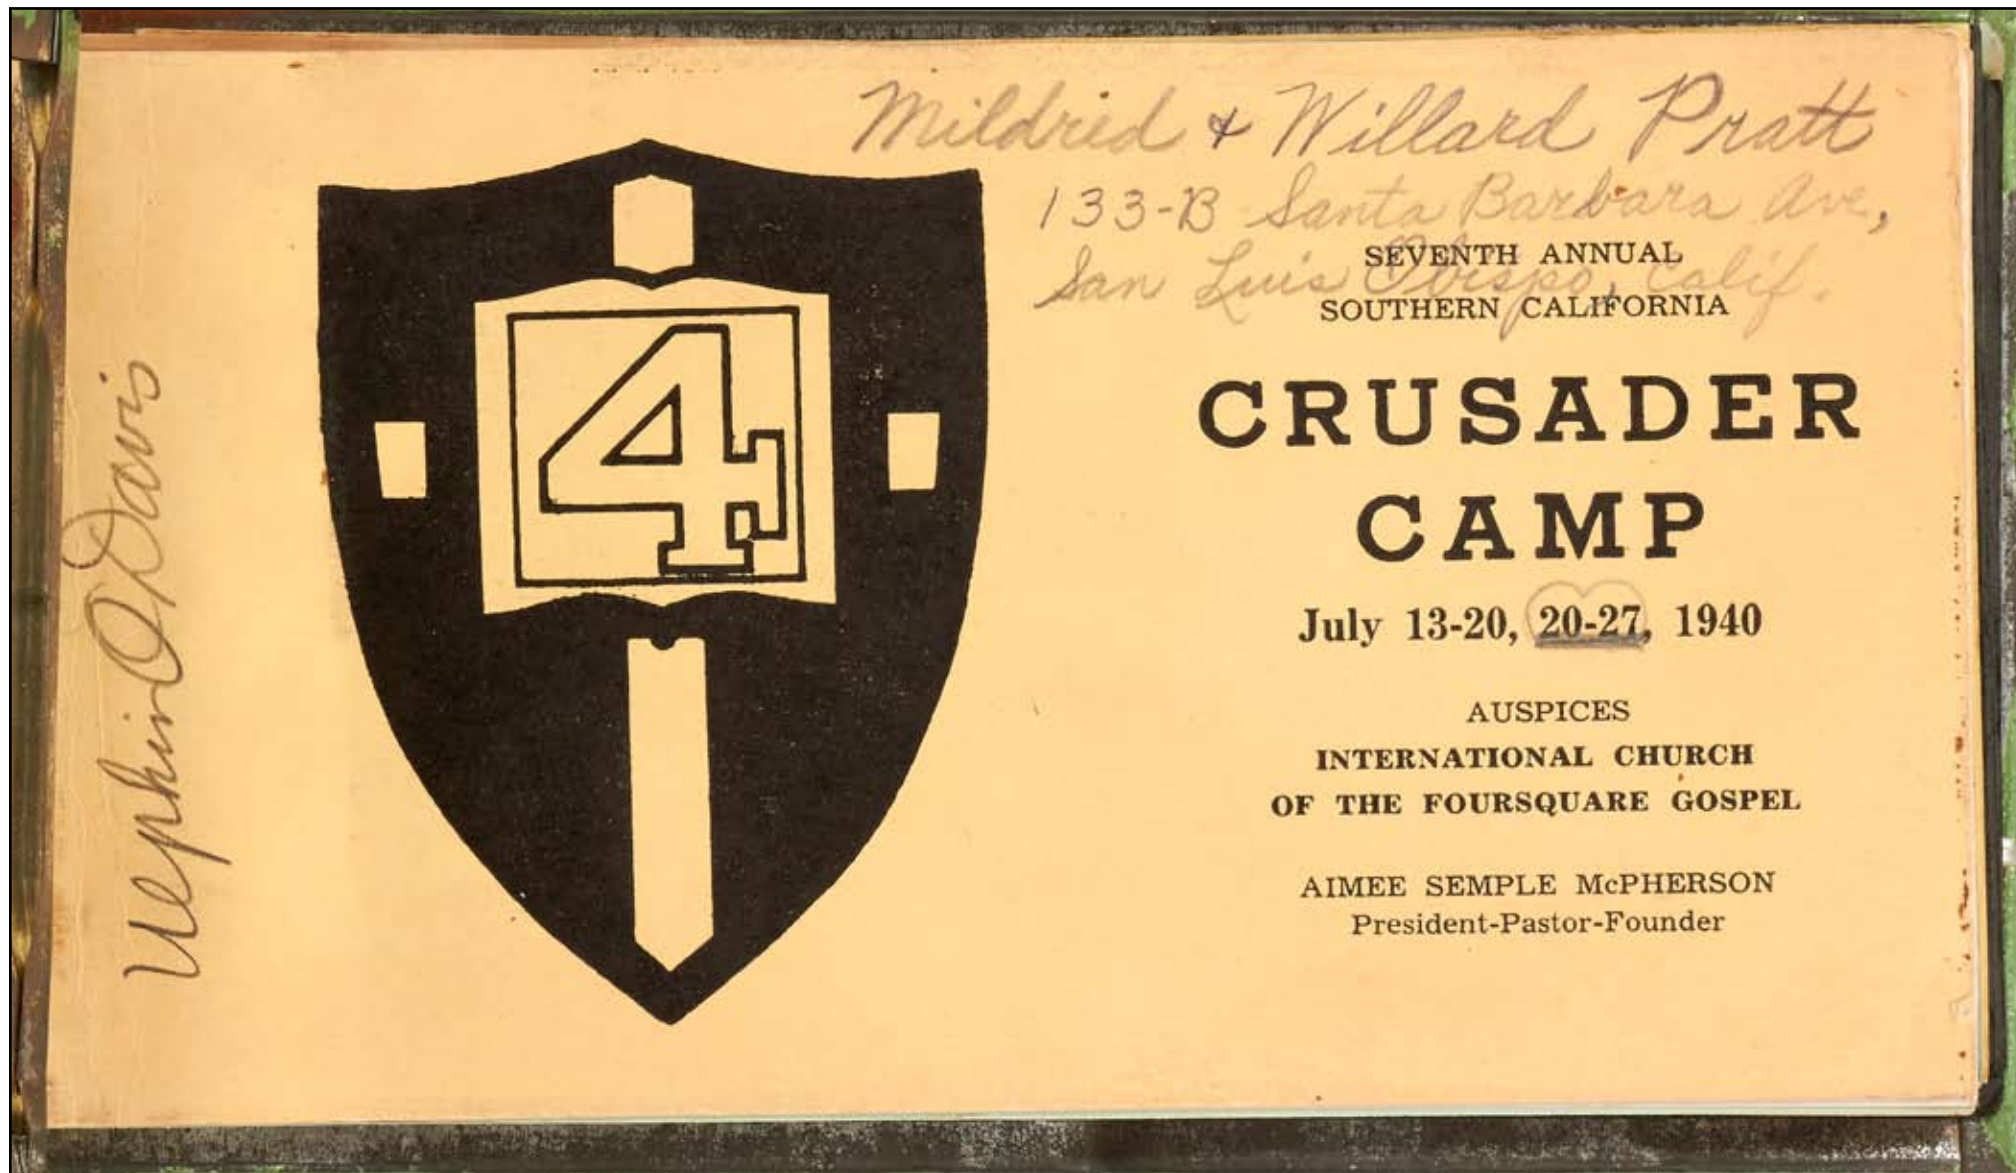 Mildred & Willard Pratt
133-B Santa Barbara Ave,
San Luis Obispo, Calif.
SEVENTH ANNUAL
SOUTHERN CALIFORNIA
CRUSADER
CAMP
July 13-20, 20-27, 1940
AUSPICES
INTERNATIONAL CHURCH
OF THE FOURSQUARE GOSPEL
AIMEE SEMPLE McPHERSON
President-Pastor-Founder
4
Davis